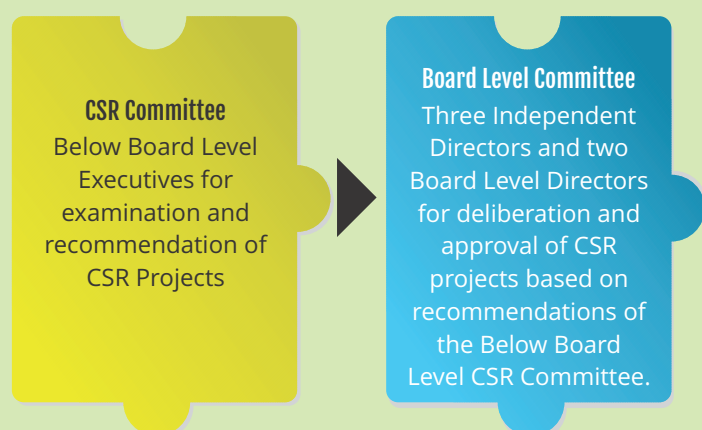 CSR Committee
Below Board Level
Executives for
examination and
recommendation of
CSR Projects
Board Level Committee
Three Independent
Directors and two
Board Level Directors
for deliberation and
approval of CSR
projects based on
recommendations of
the Below Board
Level CSR Committee.